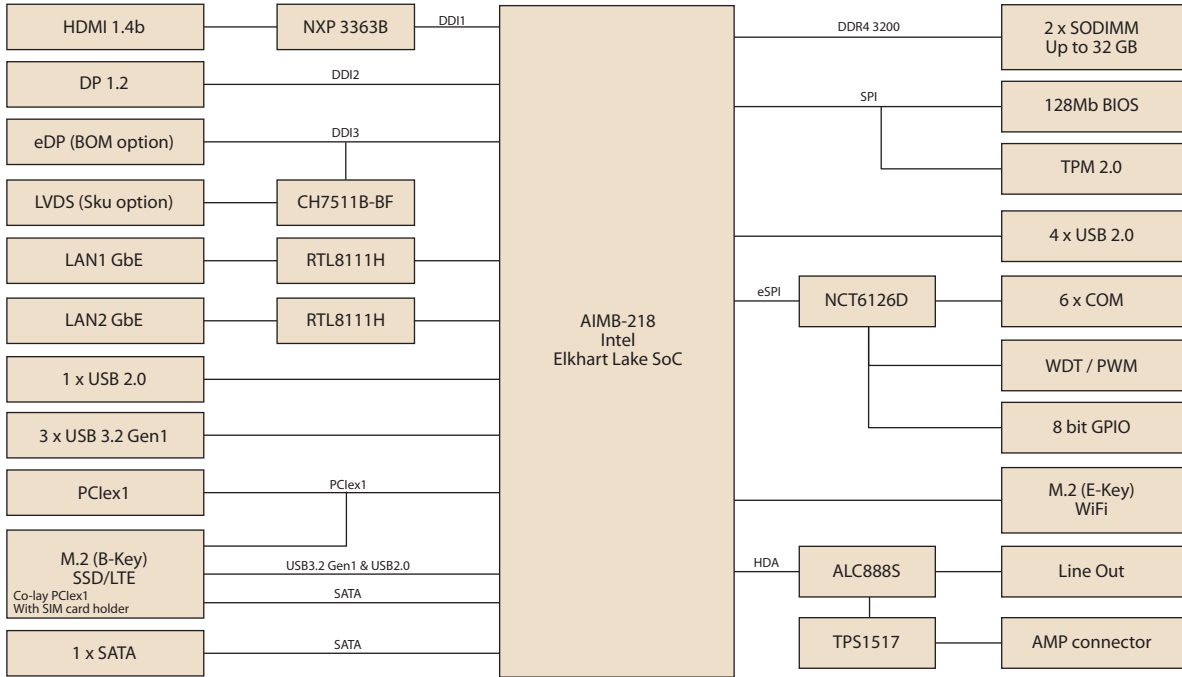 HDMI 1.4b
NXP 3363B
DDI1
DP 1.2
DDI2
eDP (BOM option)
DDI3
LVDS (Sku option)
CH7511B-BF
LAN1 GbE
RTL8111H
LAN2 GbE
RTL8111H
1 x USB 2.0
3 x USB 3.2 Gen1
PCIex1
PCIex1
M.2 (B-Key)
SSD/LTE
Co-lay PCIex1
With SIM card holder
USB3.2 Gen1 & USB2.0
SATA
1 x SATA
SATA
AIMB-218
Intel
Elkhart Lake SoC
DDR4 3200
2 x SODIMM
Up to 32 GB
SPI
128Mb BIOS
TPM 2.0
4 x USB 2.0
eSPI
NCT6126D
6 x COM
WDT / PWM
8 bit GPIO
M.2 (E-Key)
WiFi
HDA
ALC888S
Line Out
TPS1517
AMP connector